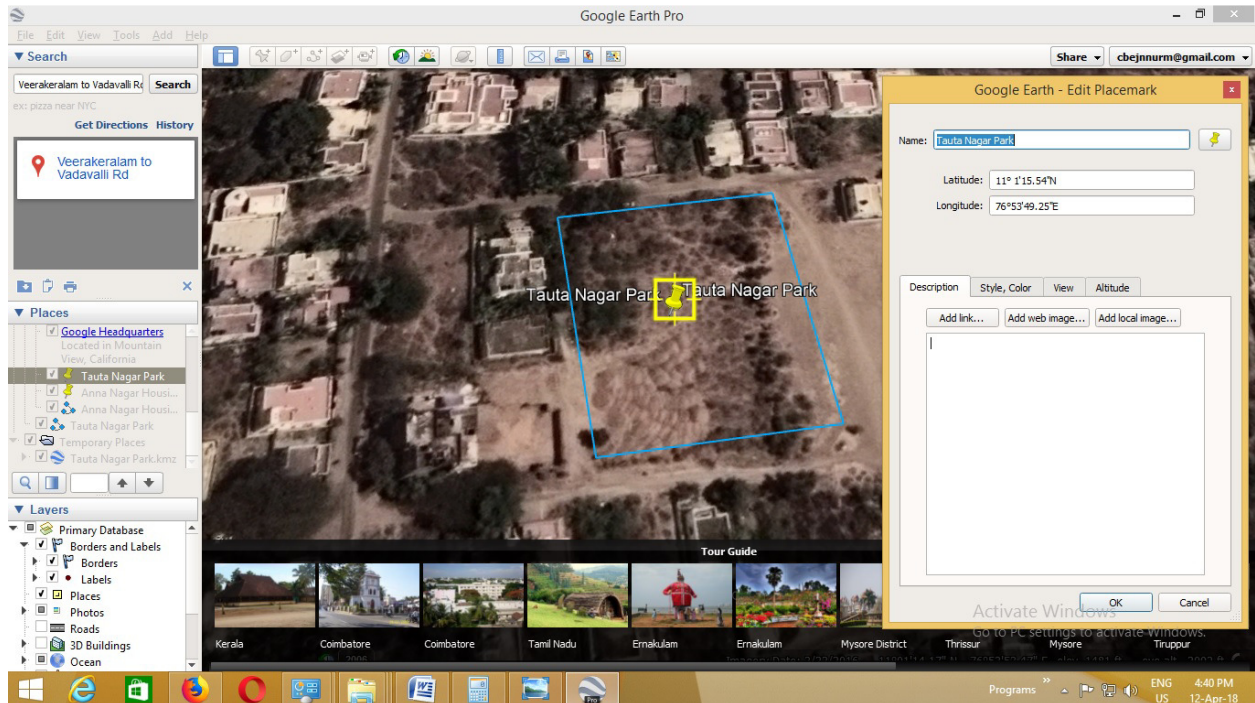 Google Earth Pro
File Edit View Tools Add Help
▼ Search
Veerakeralam to Vadavalli Rd Search
ex: pizza near NYC
Get Directions History
Veerakeralam to
Vadavalli Rd
▼ Places
Google Headquarters
Located in Mountain
View, California
Tauta Nagar Park
Anna Nagar Housi...
Anna Nagar Housi...
Tauta Nagar Park
Temporary Places
Tauta Nagar Park.kmz
▼ Layers
Primary Database
Borders and Labels
Borders
Labels
Places
Photos
Roads
3D Buildings
Ocean
Share cbejnnurm@gmail.com
Tauta Nagar Park Tauta Nagar Park
Google Earth - Edit Placemark
Name: Tauta Nagar Park
Latitude: 11° 1'15.54"N
Longitude: 76°53'49.25"E
Description Style, Color View Altitude
Add link... Add web image... Add local image...
OK Cancel
Activate Windows
Go to PC settings to activate Windows.
Tour Guide
Kerala Coimbatore Coimbatore Tamil Nadu Ernakulam Ernakulam Mysore District Thrissur Mysore Tiruppur
2006
Pro
Programs
ENG
US
4:40 PM
12-Apr-18